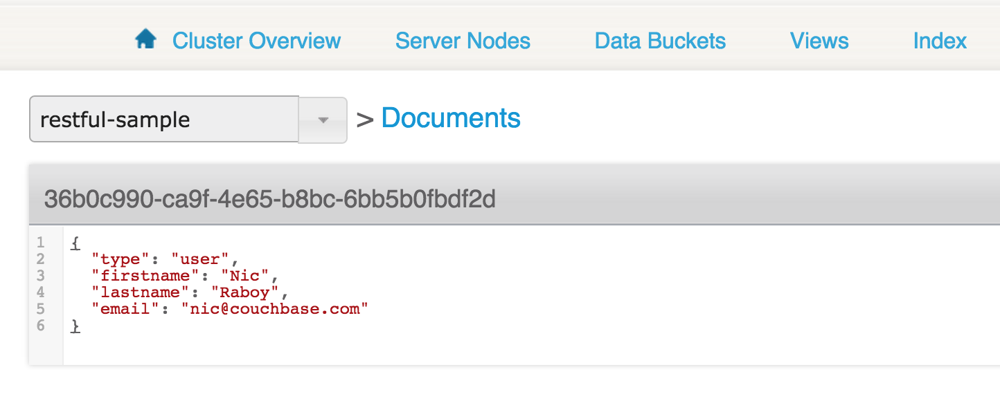 Cluster Overview Server Nodes Data Buckets Views Index
restful-sample > Documents
36b0c990-ca9f-4e65-b8bc-6bb5b0fbdf2d
1 {
2 "type": "user",
3 "firstname": "Nic",
4 "lastname": "Raboy",
5 "email": "nic@couchbase.com"
6 }